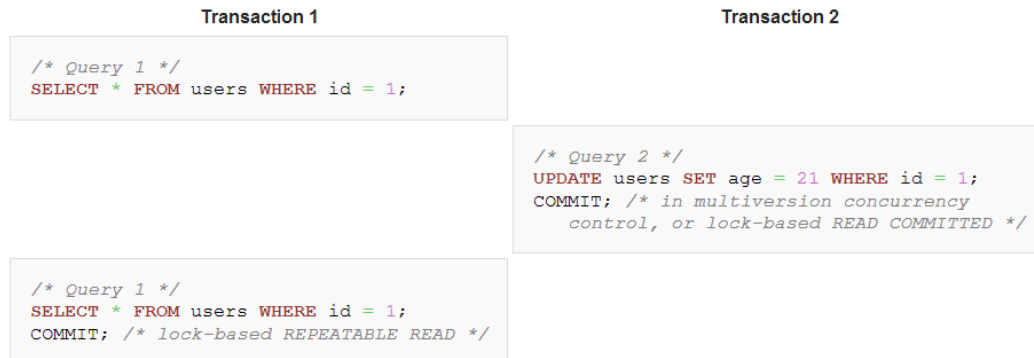 Transaction 1
Transaction 2
/* Query 1 */
SELECT * FROM users WHERE id = 1;
/* Query 2 */
UPDATE users SET age = 21 WHERE id = 1;
COMMIT; /* in multiversion concurrency
control, or lock-based READ COMMITTED */
/* Query 1 */
SELECT * FROM users WHERE id = 1;
COMMIT; /* lock-based REPEATABLE READ */